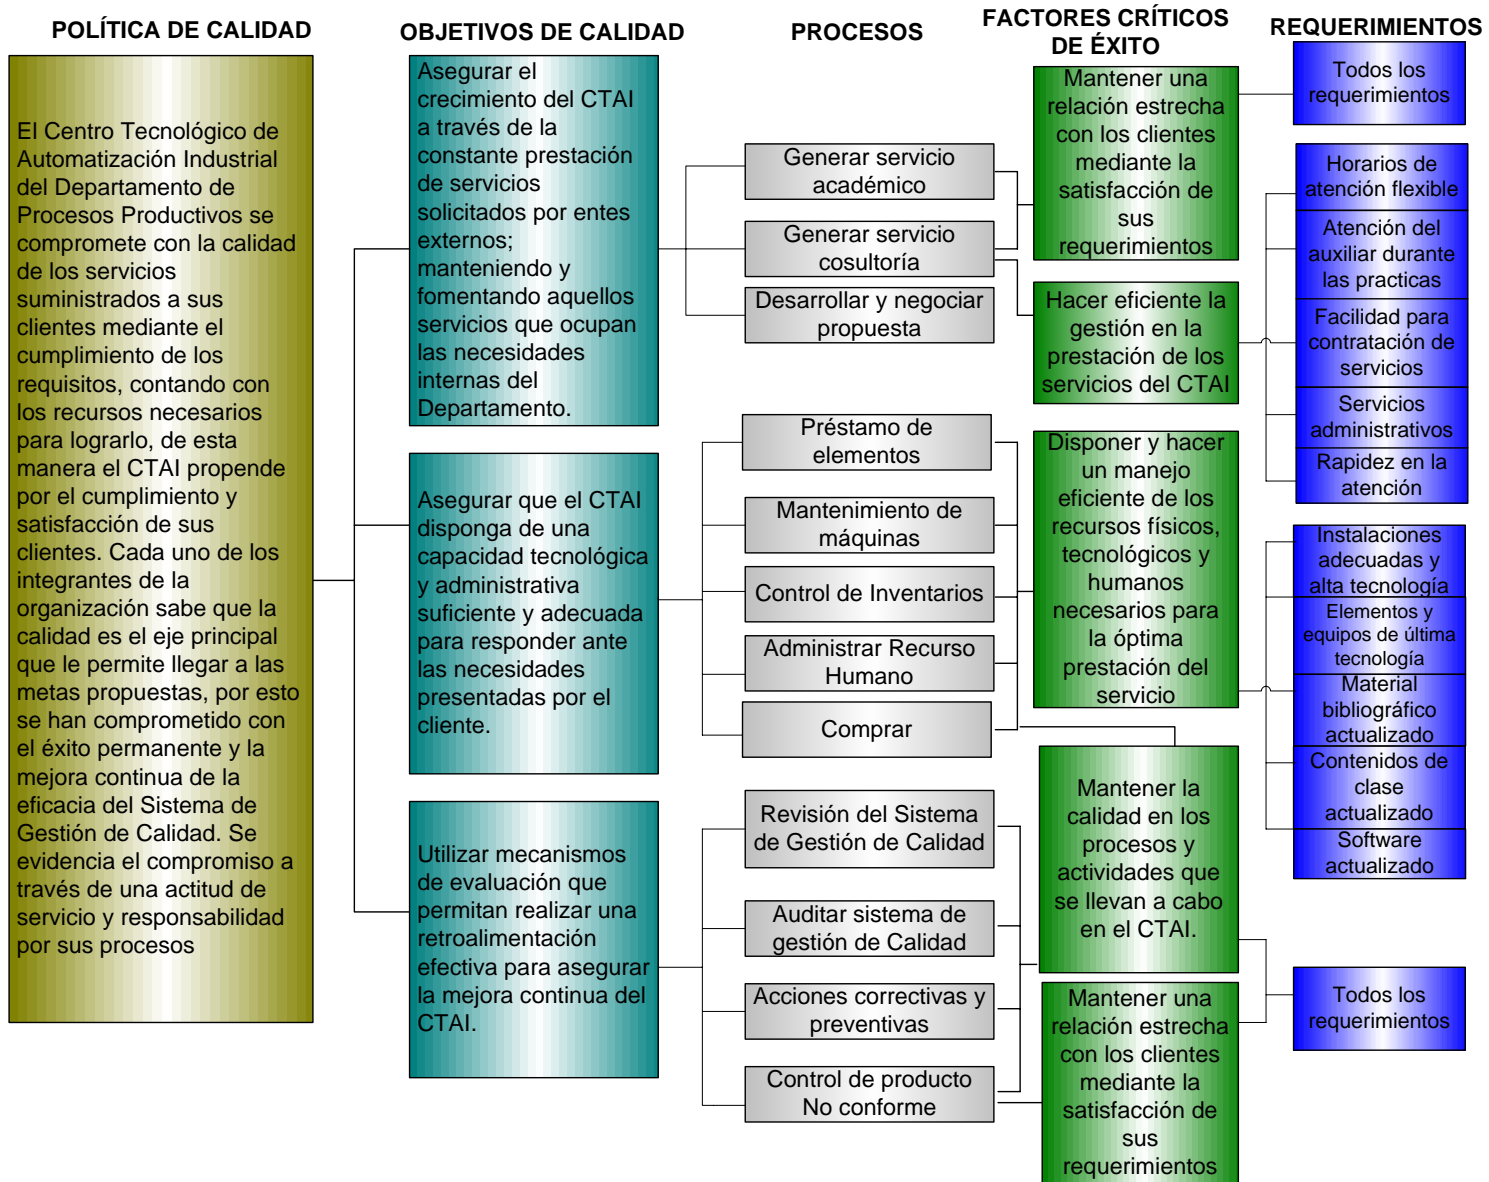 POLÍTICA DE CALIDAD
El Centro Tecnológico de
Automatización Industrial
del Departamento de
Procesos Productivos se
compromete con la calidad
de los servicios
suministrados a sus
clientes mediante el
cumplimiento de los
requisitos, contando con
los recursos necesarios
para lograrlo, de esta
manera el CTAI propende
por el cumplimiento y
satisfacción de sus
clientes. Cada uno de los
integrantes de la
organización sabe que la
calidad es el eje principal
que le permite llegar a las
metas propuestas, por esto
se han comprometido con
el éxito permanente y la
mejora continua de la
eficacia del Sistema de
Gestión de Calidad. Se
evidencia el compromiso a
través de una actitud de
servicio y responsabilidad
por sus procesos
OBJETIVOS DE CALIDAD
Asegurar el
crecimiento del CTAI
a través de la
constante prestación
de servicios
solicitados por entes
externos;
manteniendo y
fomentando aquellos
servicios que ocupan
las necesidades
internas del
Departamento.
Asegurar que el CTAI
disponga de una
capacidad tecnológica
y administrativa
suficiente y adecuada
para responder ante
las necesidades
presentadas por el
cliente.
Utilizar mecanismos
de evaluación que
permitan realizar una
retroalimentación
efectiva para asegurar
la mejora continua del
CTAI.
PROCESOS
Generar servicio
académico
Generar servicio
cosultoría
Desarrollar y negociar
propuesta
Préstamo de
elementos
Mantenimiento de
máquinas
Control de Inventarios
Administrar Recurso
Humano
Comprar
Revisión del Sistema
de Gestión de Calidad
Auditar sistema de
gestión de Calidad
Acciones correctivas y
preventivas
Control de producto
No conforme
FACTORES CRÍTICOS
DE ÉXITO
Mantener una
relación estrecha
con los clientes
mediante la
satisfacción de
sus
requerimientos
Hacer eficiente la
gestión en la
prestación de los
servicios del CTAI
Disponer y hacer
un manejo
eficiente de los
recursos físicos,
tecnológicos y
humanos
necesarios para
la óptima
prestación del
servicio
Mantener la
calidad en los
procesos y
actividades que
se llevan a cabo
en el CTAI.
Mantener una
relación estrecha
con los clientes
mediante la
satisfacción de
sus
requerimientos
REQUERIMIENTOS
Todos los
requerimientos
Horarios de
atención flexible
Atención del
auxiliar durante
las practicas
Facilidad para
contratación de
servicios
Servicios
administrativos
Rapidez en la
atención
Instalaciones
adecuadas y
alta tecnología
Elementos y
equipos de última
tecnología
Material
bibliográfico
actualizado
Contenidos de
clase
actualizado
Software
actualizado
Todos los
requerimientos